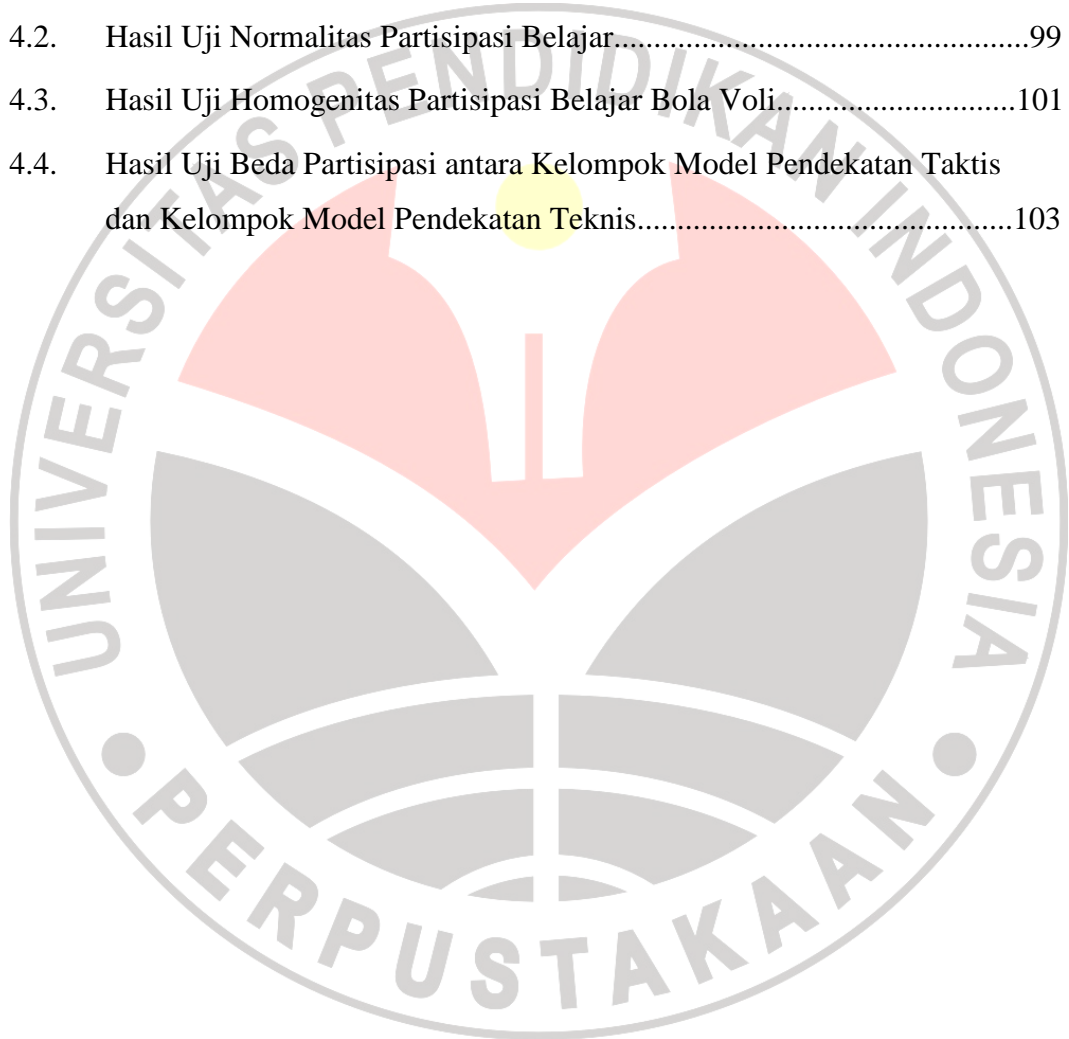 4.2. Hasil Uji Normalitas Partisipasi Belajar...............................................99
4.3. Hasil Uji Homogenitas Partisipasi Belajar Bola Voli...........................101
4.4. Hasil Uji Beda Partisipasi antara Kelompok Model Pendekatan Taktis
dan Kelompok Model Pendekatan Teknis...........................................103
UNIVERSITAS PENDIDIKAN INDONESIA
PERPUSTAKAAN